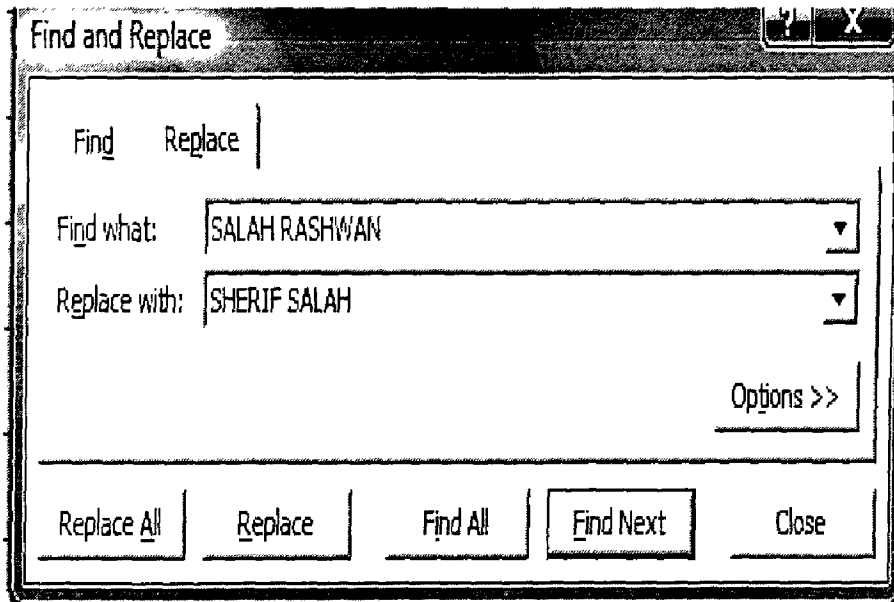 Find and Replace ? X
Find Replace
Find what: SALAH RASHWAN
Replace with: SHERIF SALAH
Options >>
Replace All Replace Find All Find Next Close